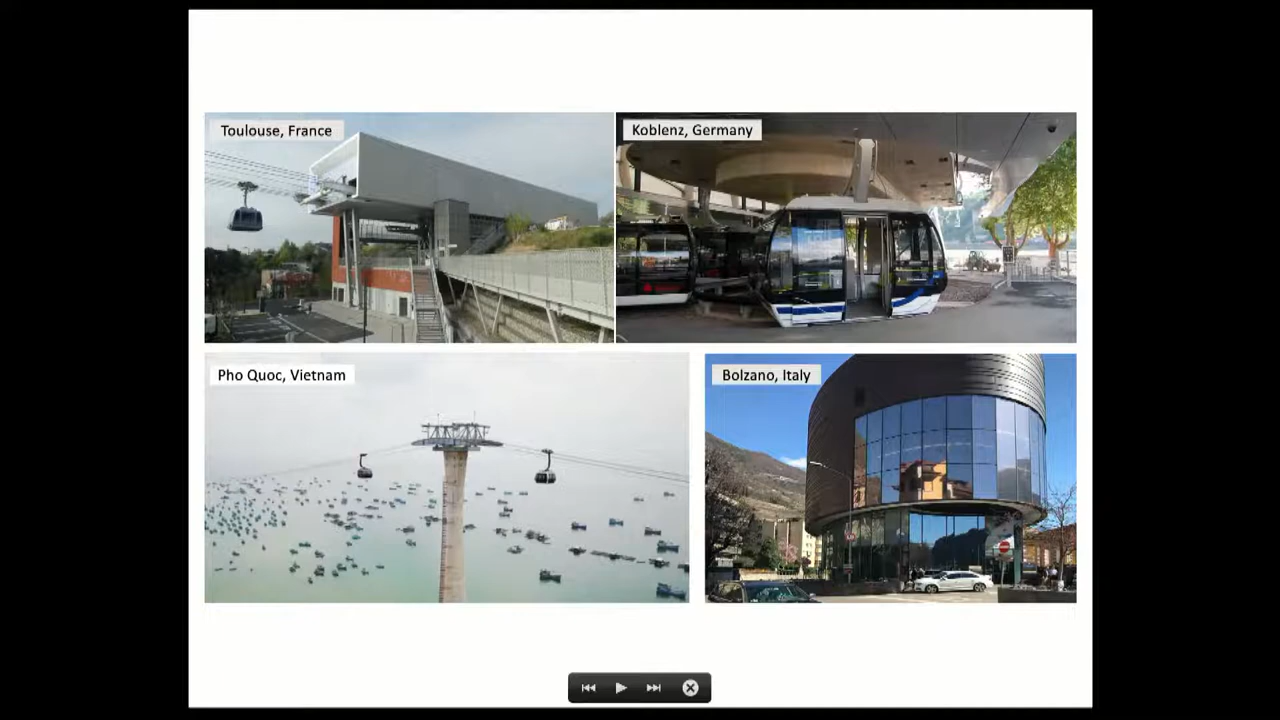 Toulouse, France
Koblenz, Germany
Pho Quoc, Vietnam
Bolzano, Italy